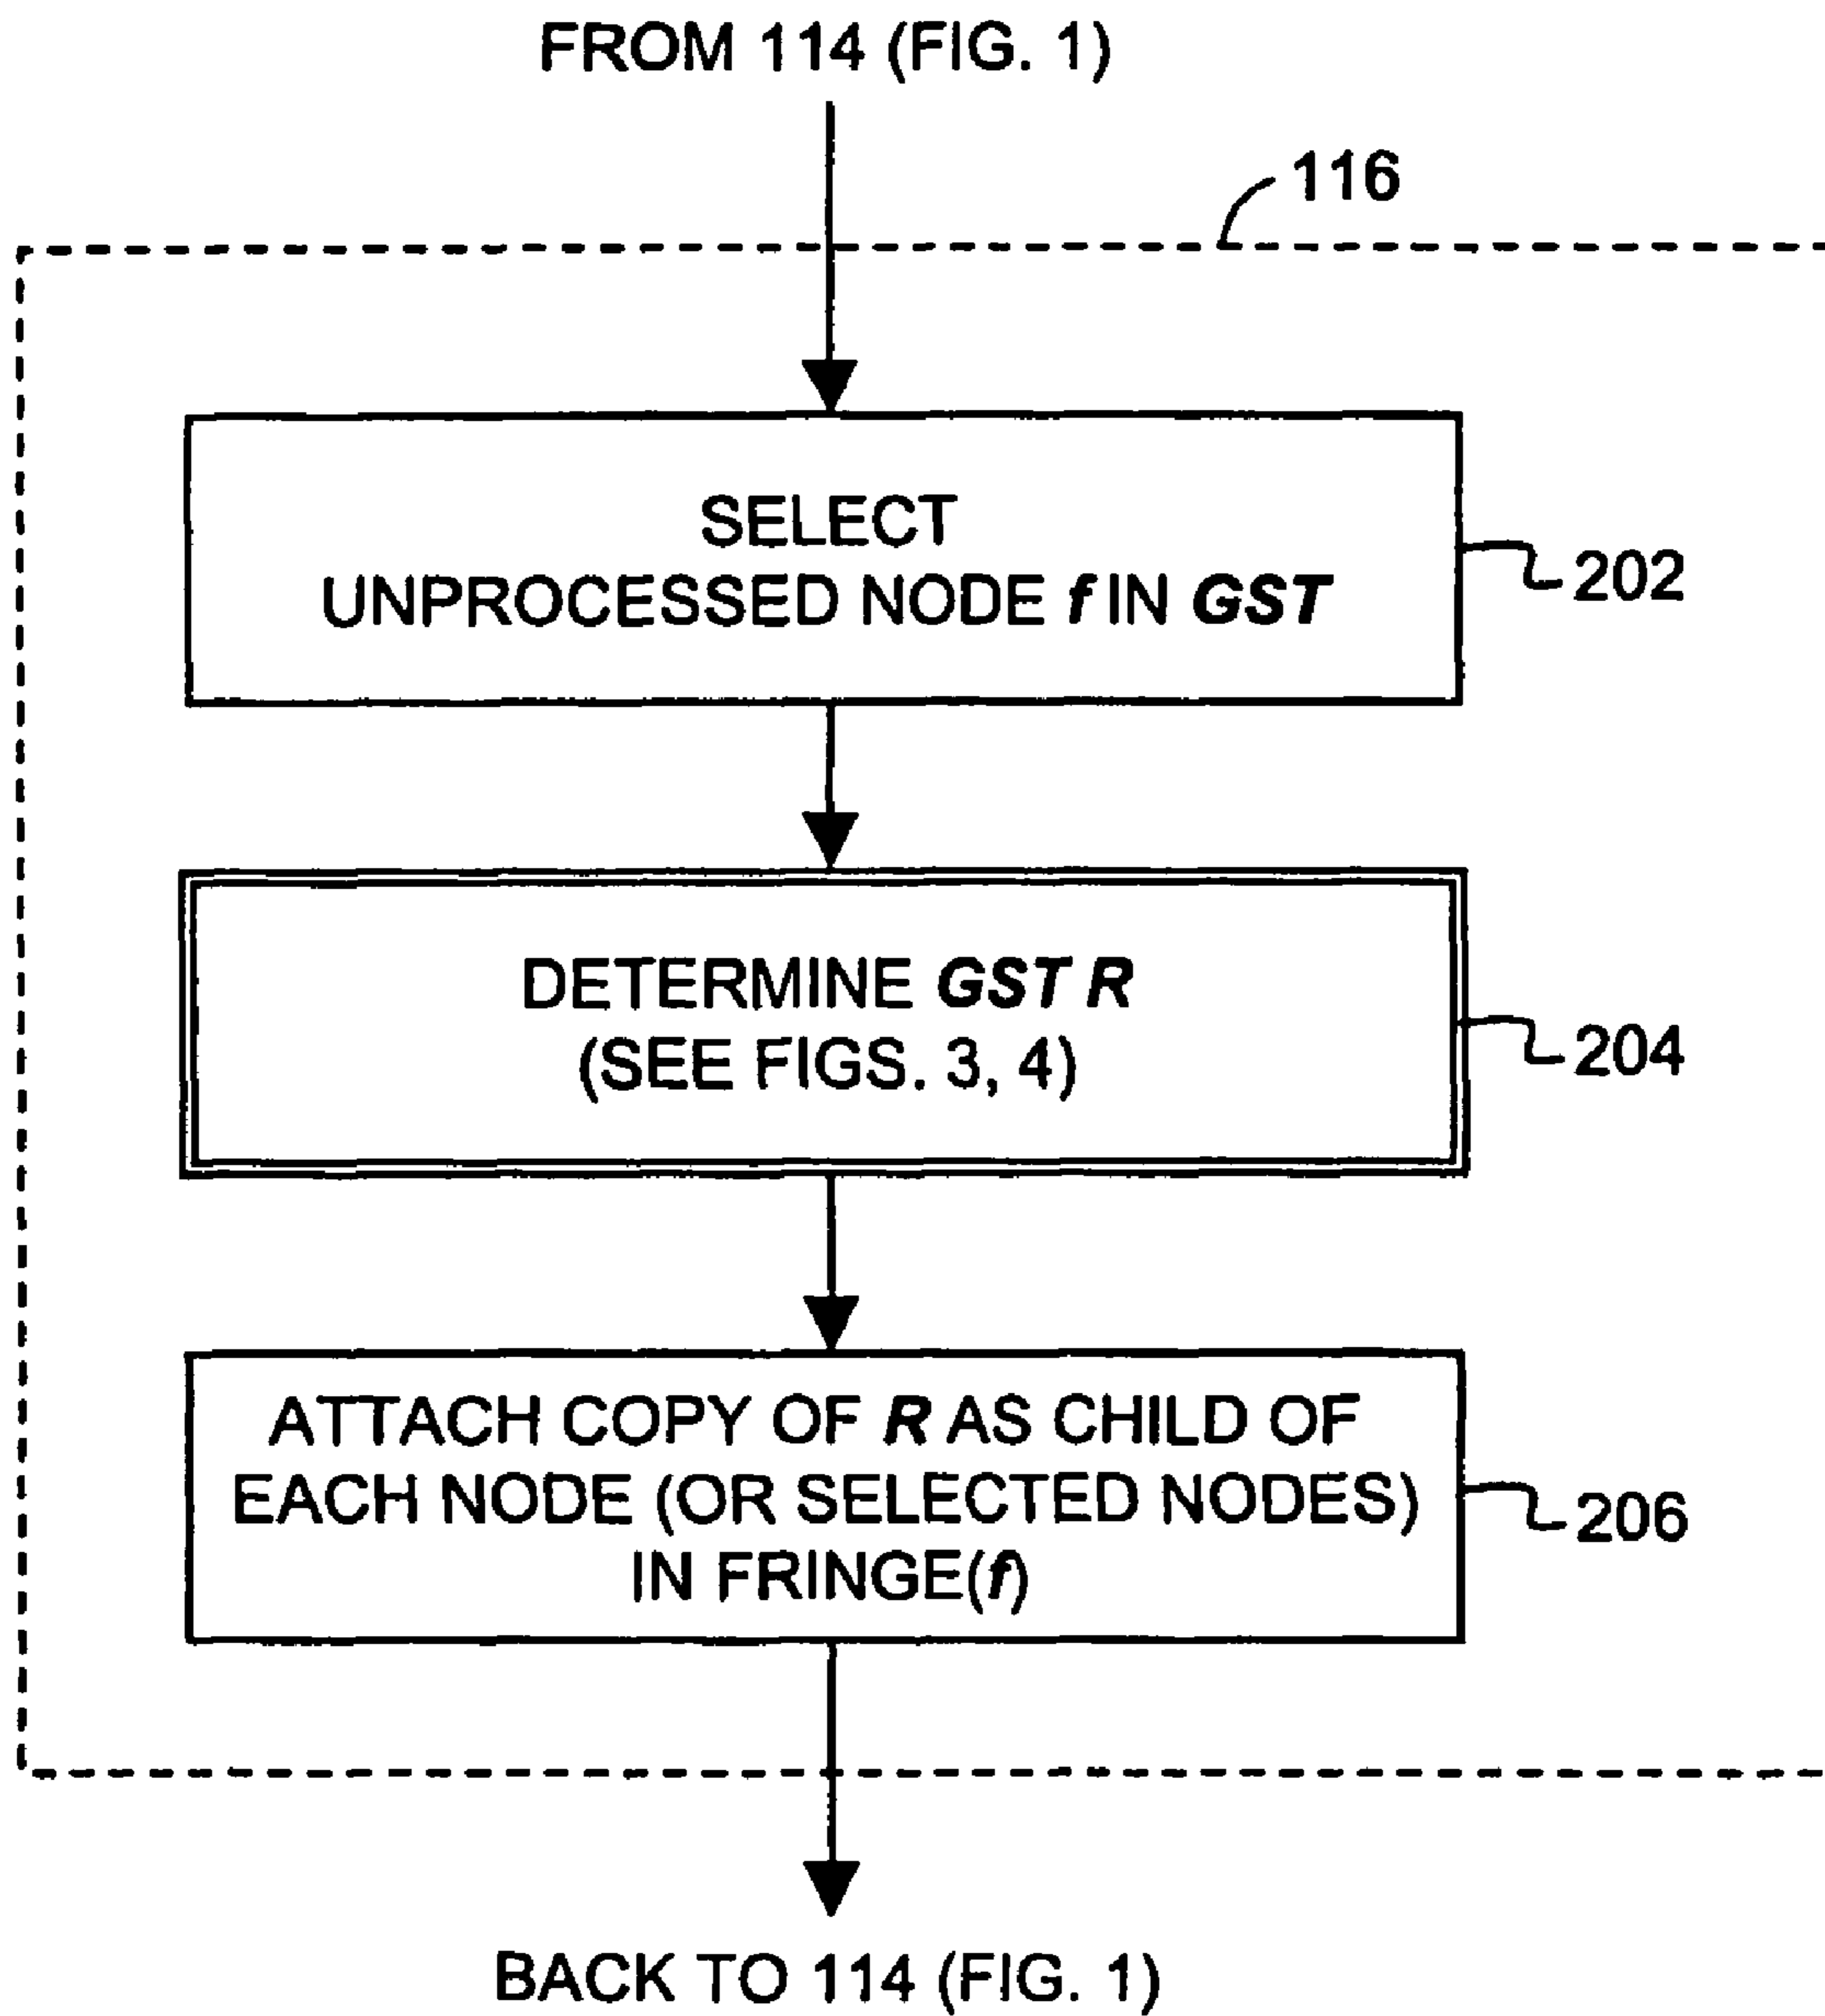 FROM 114 (FIG. 1)
116
SELECT
UNPROCESSED NODE f IN GST
202
DETERMINE GST R
(SEE FIGS. 3, 4)
204
ATTACH COPY OF R AS CHILD OF
EACH NODE (OR SELECTED NODES)
IN FRINGE(f)
206
BACK TO 114 (FIG. 1)